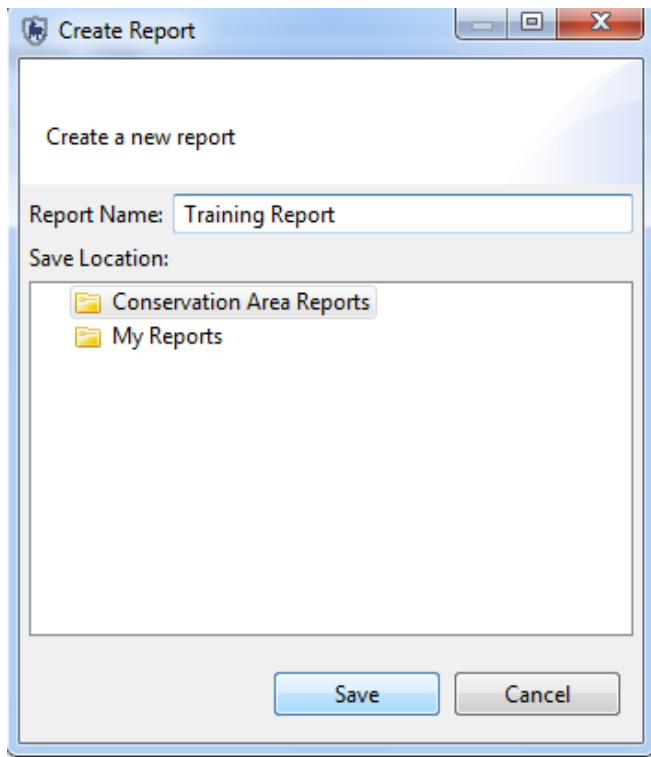 Create Report
Create a new report
Report Name: Training Report
Save Location:
Conservation Area Reports
My Reports
Save Cancel